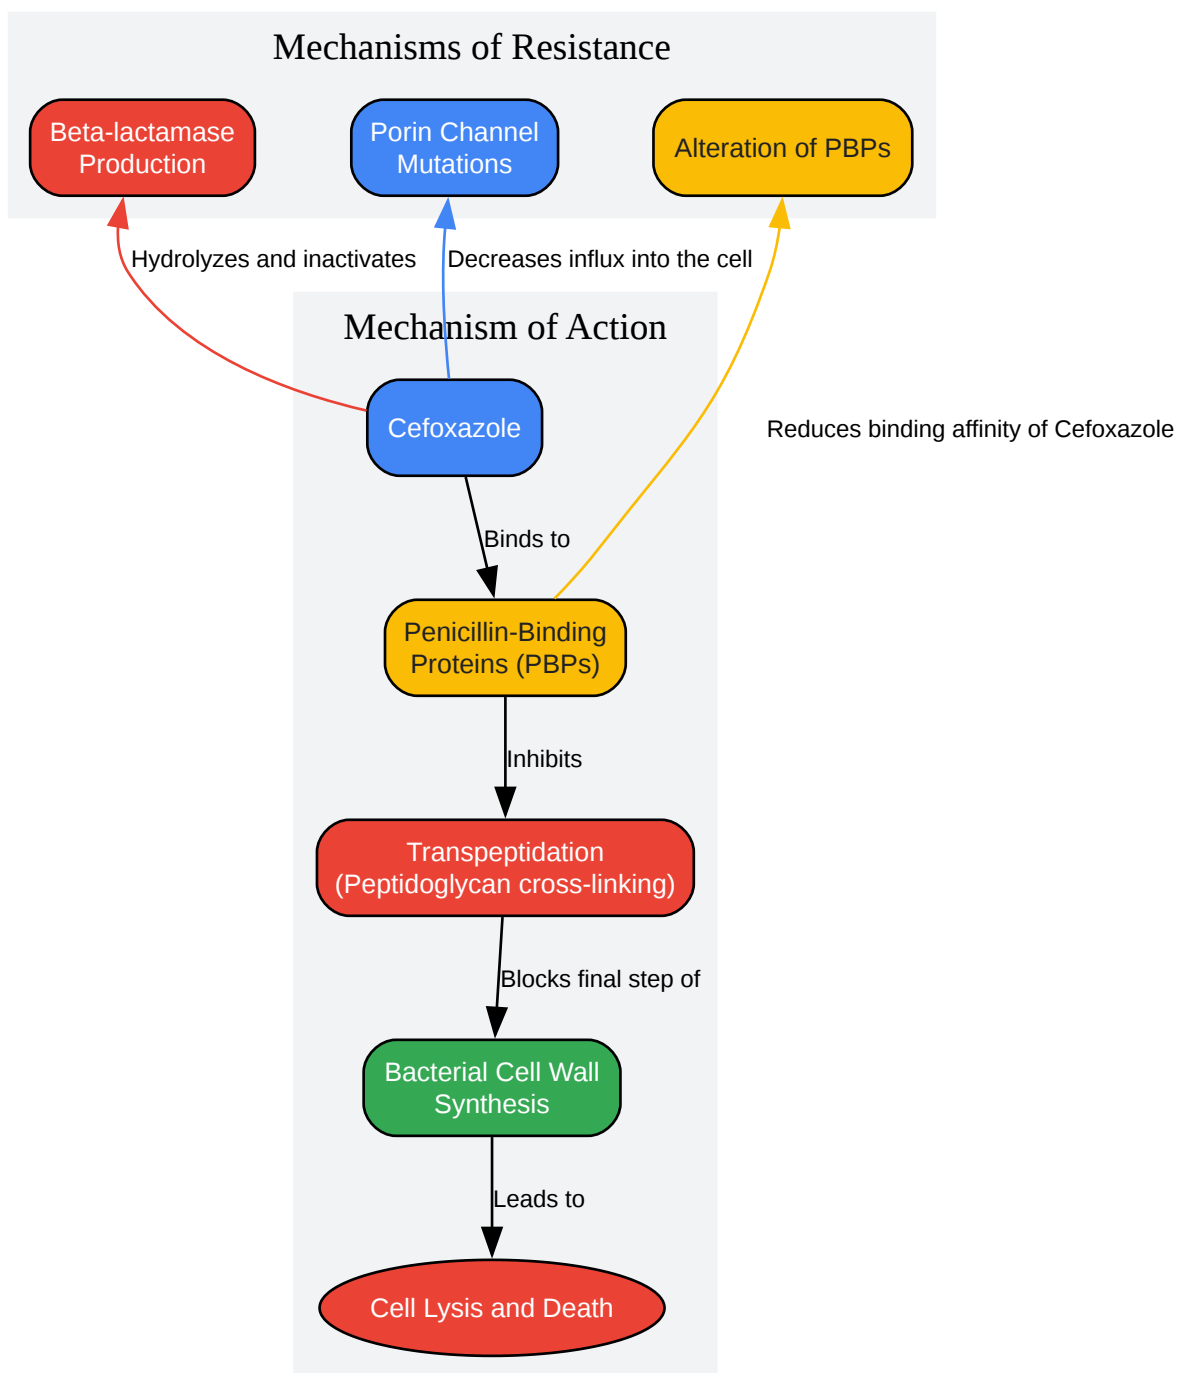 Mechanisms of Resistance
Beta-lactamase
Production
Porin Channel
Mutations
Alteration of PBPs
Hydrolyzes and inactivates
Decreases influx into the cell
Mechanism of Action
Cefoxazole
Reduces binding affinity of Cefoxazole
Binds to
Penicillin-Binding
Proteins (PBPs)
Inhibits
Transpeptidation
(Peptidoglycan cross-linking)
Blocks final step of
Bacterial Cell Wall
Synthesis
Leads to
Cell Lysis and Death